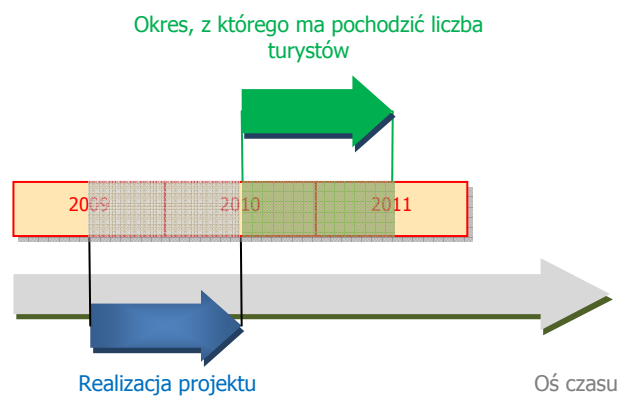 Okres, z którego ma pochodzić liczba
turystów
2009
2010
2011
Realizacja projektu
Oś czasu